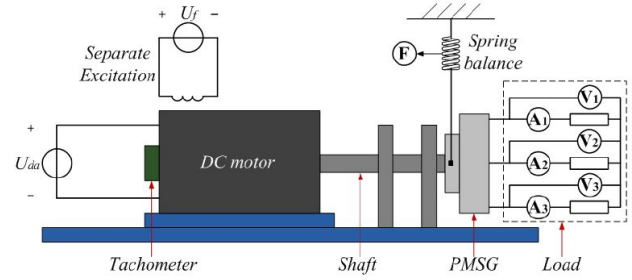 + Uf −
Separate
Excitation
F
Spring
balance
V1
+
A1
V2
Uda
DC motor
A2
V3
−
A3
Tachometer
Shaft
PMSG
Load